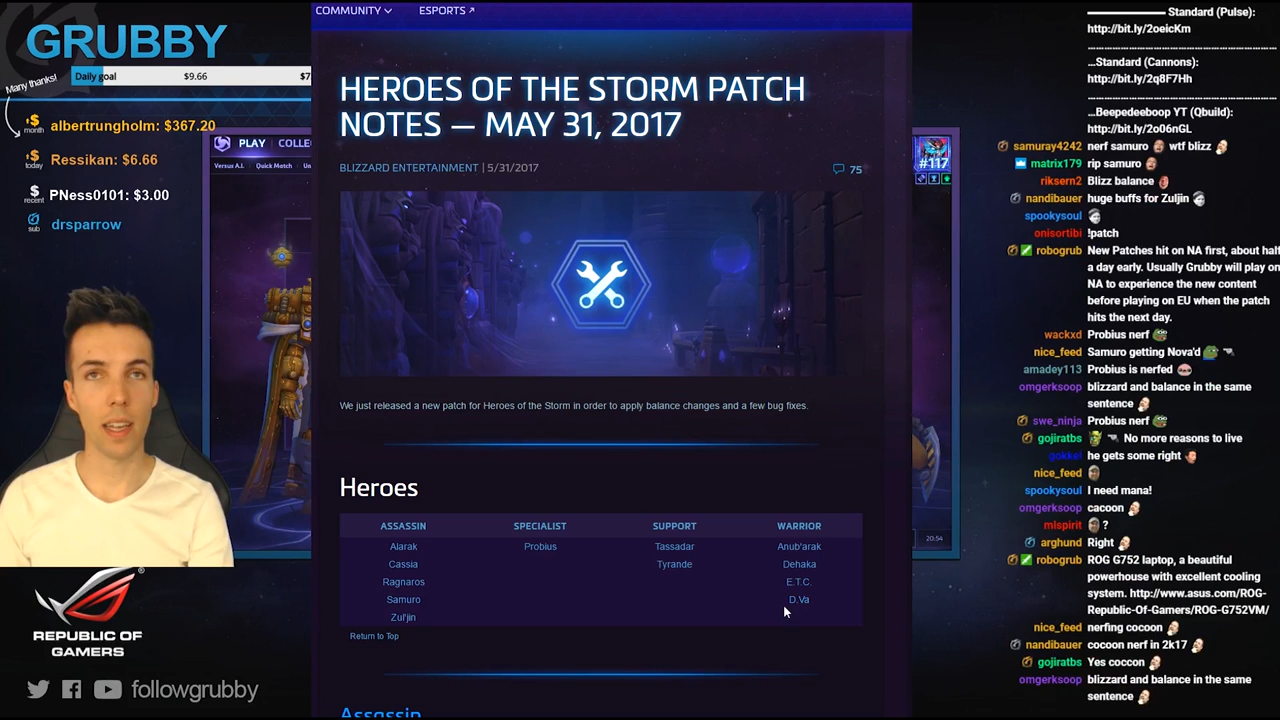 GRUBBY
Many thanks!
Daily goal
$9.66
$7
$ month albertrungholm: $367.20
$ today Ressikan: $6.66
$ recent PNess0101: $3.00
sub drsparrow
PLAY COLLE
Versus A.I. Quick Match Un
REPUBLIC OF
GAMERS
followgrubby
COMMUNITY
ESPORTS
HEROES OF THE STORM PATCH
NOTES — MAY 31, 2017
BLIZZARD ENTERTAINMENT | 5/31/2017
75
We just released a new patch for Heroes of the Storm in order to apply balance changes and a few bug fixes.
Heroes
ASSASSIN SPECIALIST SUPPORT WARRIOR
Alarak Probius Tassadar Anub'arak
Cassia Tyrande Dehaka
Ragnaros E.T.C.
Samuro D.Va
Zul'jin
Return to Top
Assassin
#117
20:54
Standard (Pulse):
http://bit.ly/2oeicKm
...Standard (Cannons):
http://bit.ly/2q8F7Hh
...Beepedeeboop YT (Qbuild):
http://bit.ly/2o06nGL
samuray4242 nerf samuro wtf blizz
matrix179 rip samuro
riksern2 Blizz balance
nandibauer huge buffs for Zuljin
spookysoul
onisortibi !patch
robogrub New Patches hit on NA first, about half
a day early. Usually Grubby will play on
NA to experience the new content
before playing on EU when the patch
hits the next day.
wackxd Probius nerf
nice_feed Samuro getting Nova'd
amadey113 Probius is nerfed
omgerksoop blizzard and balance in the same
sentence
swe_ninja Probius nerf
gojiratbs No more reasons to live
gokkel he gets some right
nice_feed
spookysoul I need mana!
omgerksoop cacoon
mlspirit ?
arghund Right
robogrub ROG G752 laptop, a beautiful
powerhouse with excellent cooling
system. http://www.asus.com/ROG-
Republic-Of-Gamers/ROG-G752VM/
nice_feed nerfing cocoon
nandibauer cocoon nerf in 2k17
gojiratbs Yes coccon
omgerksoop blizzard and balance in the same
sentence